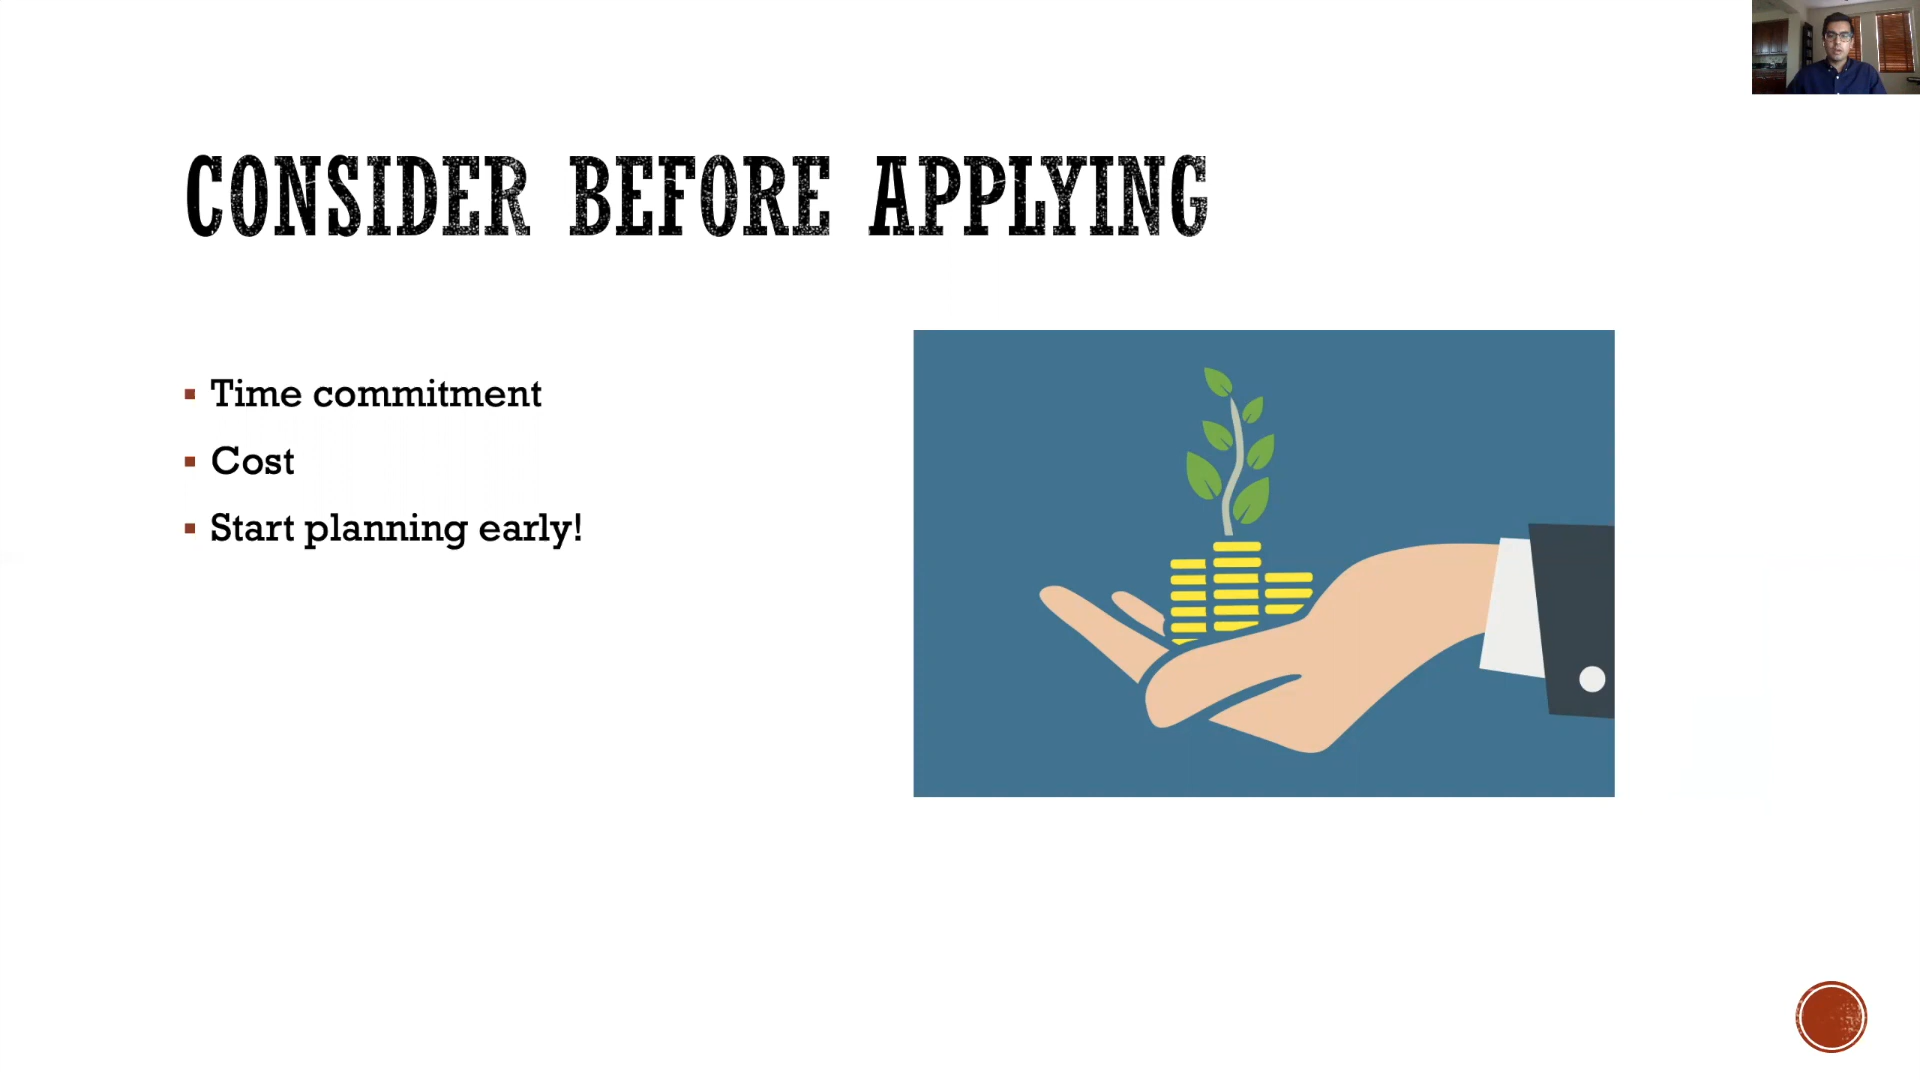 CONSIDER BEFORE APPLYING
Time commitment
Cost
Start planning early!